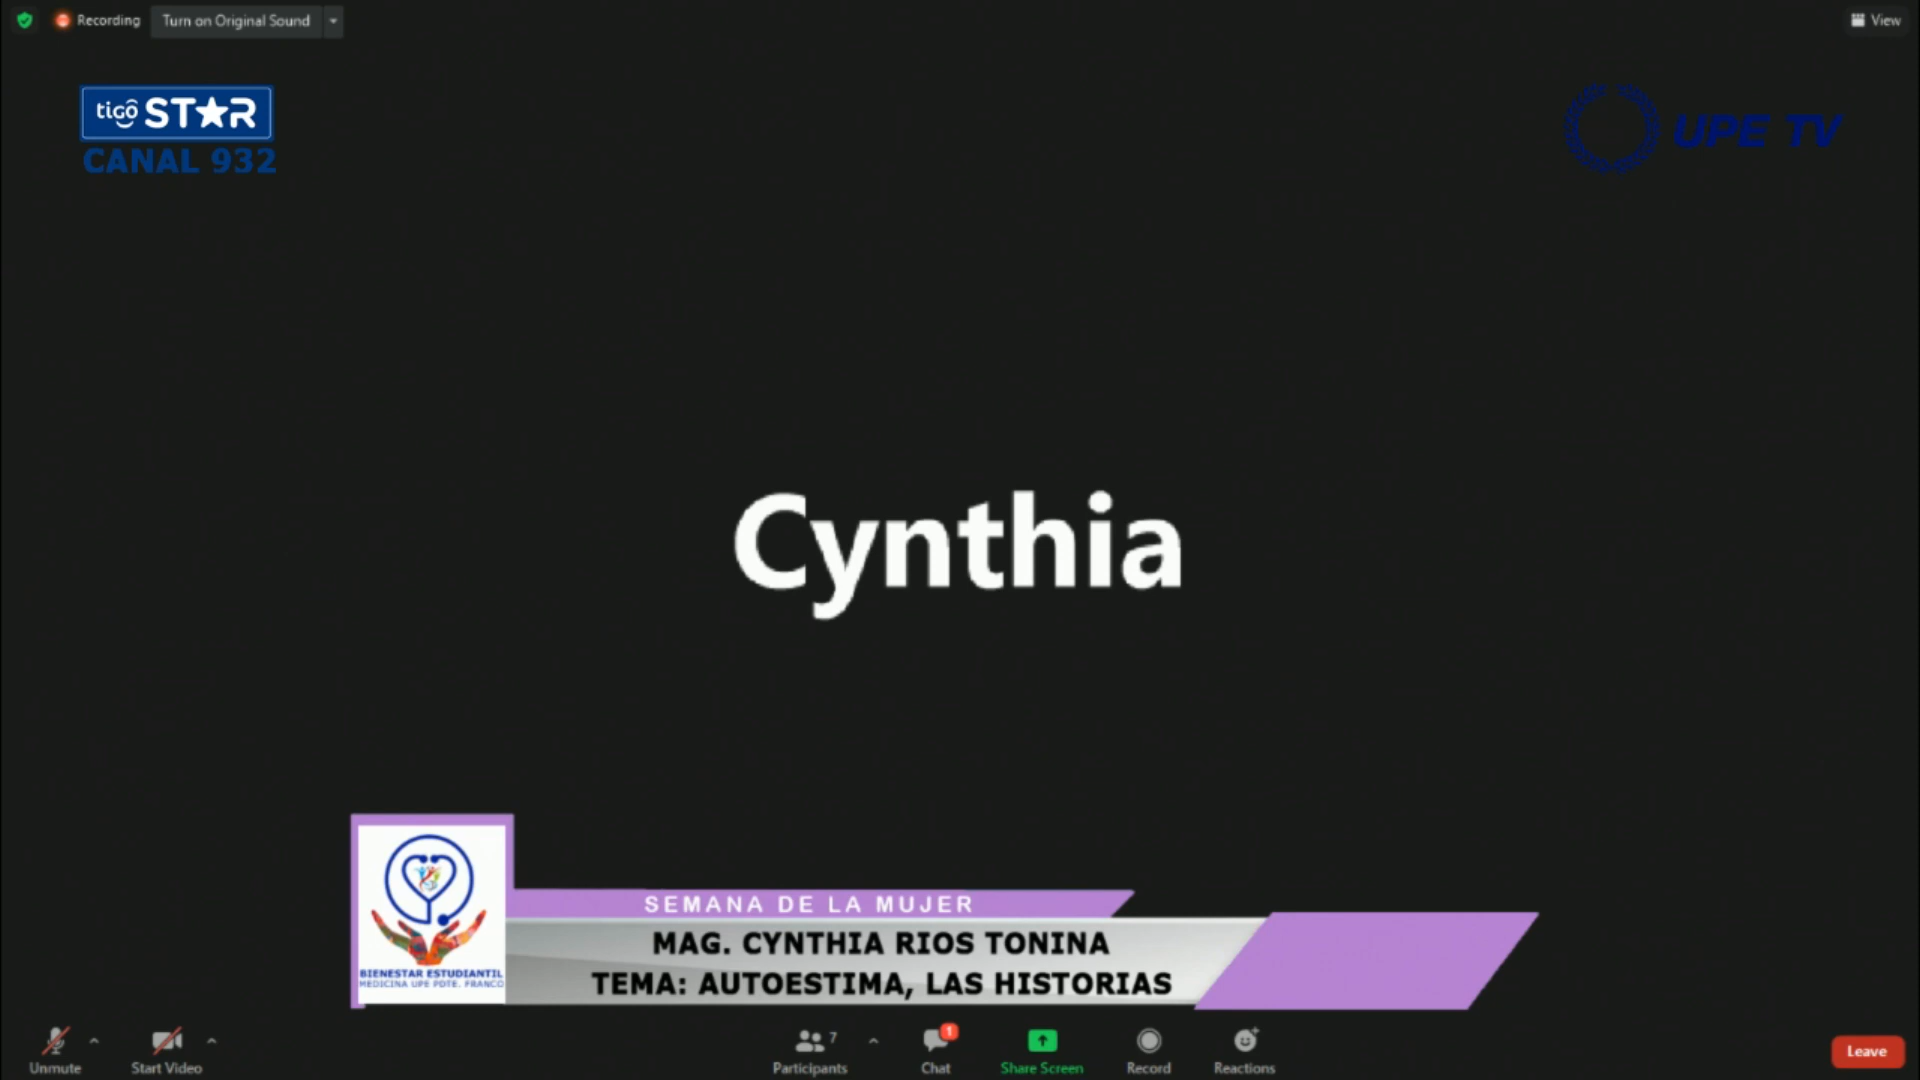 Recording
Turn on Original Sound
View
tigo STAR
CANAL 932
UPE TV
Cynthia
SEMANA DE LA MUJER
MAG. CYNTHIA RIOS TONINA
TEMA: AUTOESTIMA, LAS HISTORIAS
BIENESTAR ESTUDIANTIL
MEDICINA UPE PDTE. FRANCO
Unmute
Start Video
Participants 7
Chat 1
Share Screen
Record
Reactions
Leave